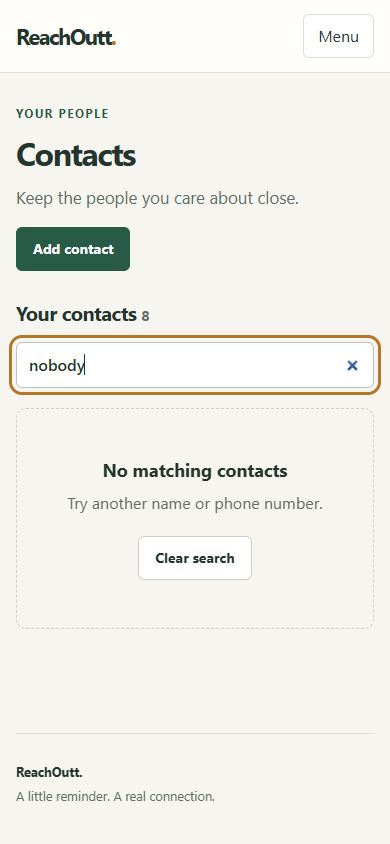 ReachOutt.
Menu
YOUR PEOPLE
Contacts
Keep the people you care about close.
Add contact
Your contacts 8
nobody
No matching contacts
Try another name or phone number.
Clear search
ReachOutt.
A little reminder. A real connection.